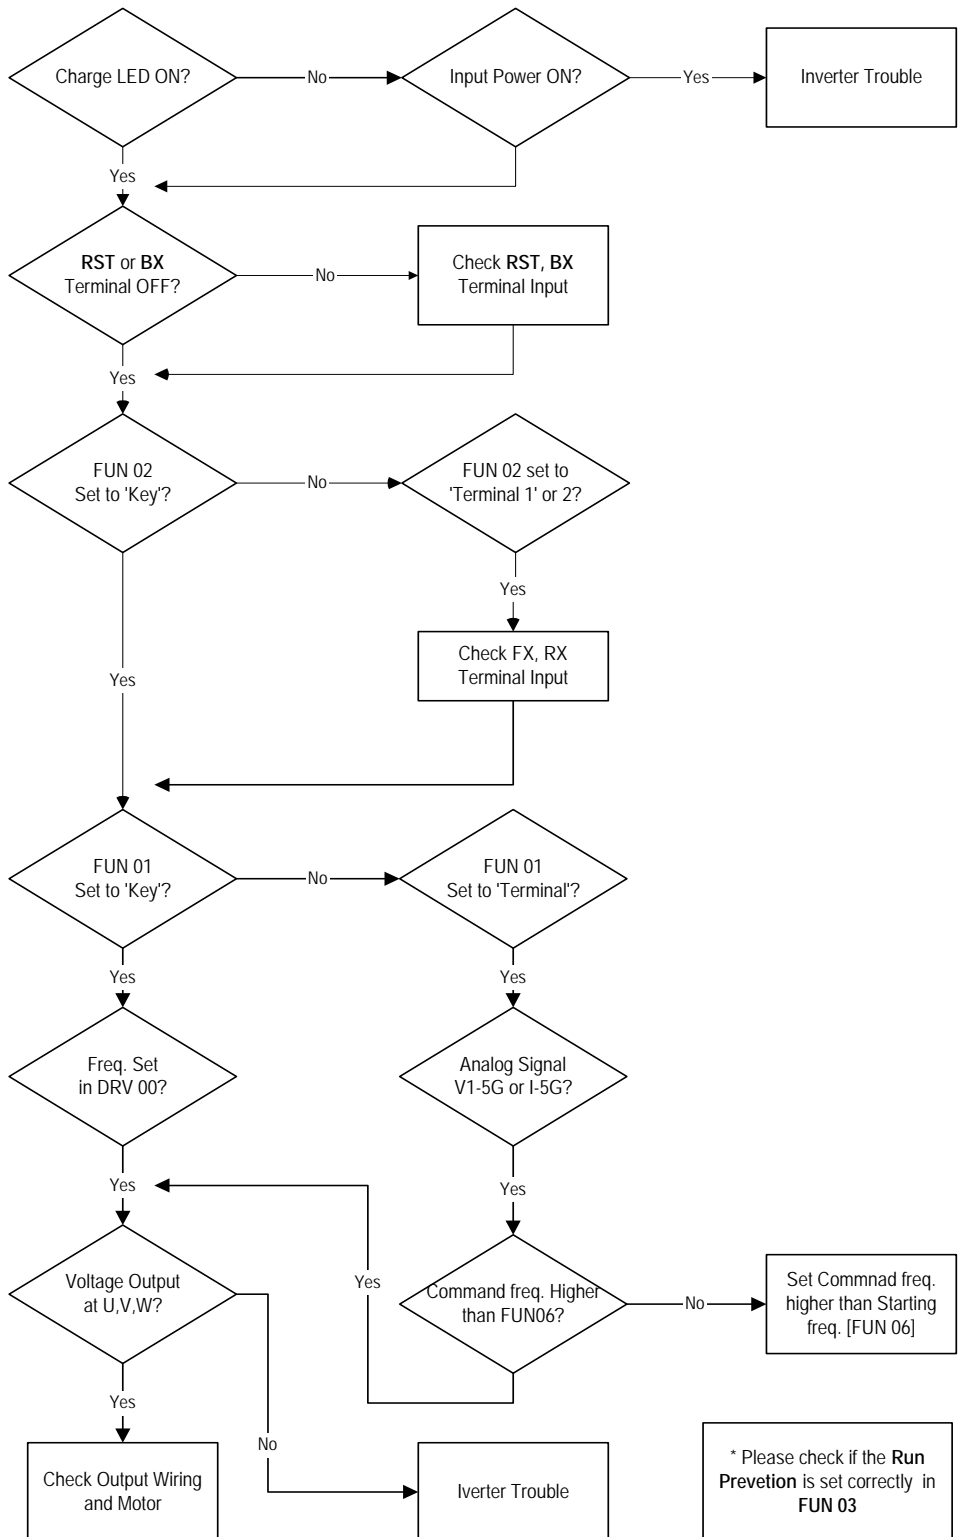 Charge LED ON?
No
Input Power ON?
Yes
Inverter Trouble
Yes
RST or BX
Terminal OFF?
No
Check RST, BX
Terminal Input
Yes
FUN 02
Set to 'Key'?
No
FUN 02 set to
'Terminal 1' or 2?
Yes
Check FX, RX
Terminal Input
Yes
FUN 01
Set to 'Key'?
No
FUN 01
Set to 'Terminal'?
Yes
Yes
Freq. Set
in DRV 00?
Analog Signal
V1-5G or I-5G?
Yes
Yes
Voltage Output
at U,V,W?
Yes
Command freq. Higher
than FUN06?
No
Set Commnad freq.
higher than Starting
freq. [FUN 06]
Yes
No
Check Output Wiring
and Motor
Iverter Trouble
* Please check if the Run
Prevetion is set correctly in
FUN 03